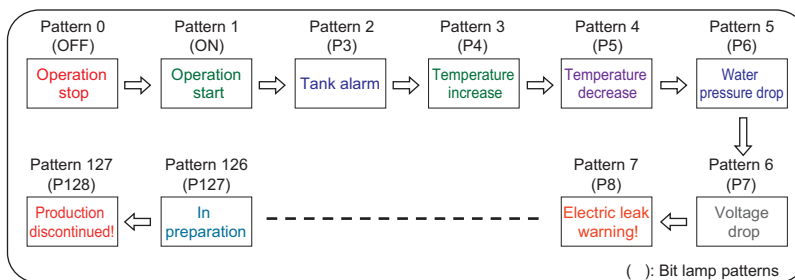 Pattern 0
(OFF)
Operation
stop
Pattern 1
(ON)
Operation
start
Pattern 2
(P3)
Tank alarm
Pattern 3
(P4)
Temperature
increase
Pattern 4
(P5)
Temperature
decrease
Pattern 5
(P6)
Water
pressure drop
Pattern 127
(P128)
Production
discontinued!
Pattern 126
(P127)
In
preparation
Pattern 7
(P8)
Electric leak
warning!
Pattern 6
(P7)
Voltage
drop
( ): Bit lamp patterns